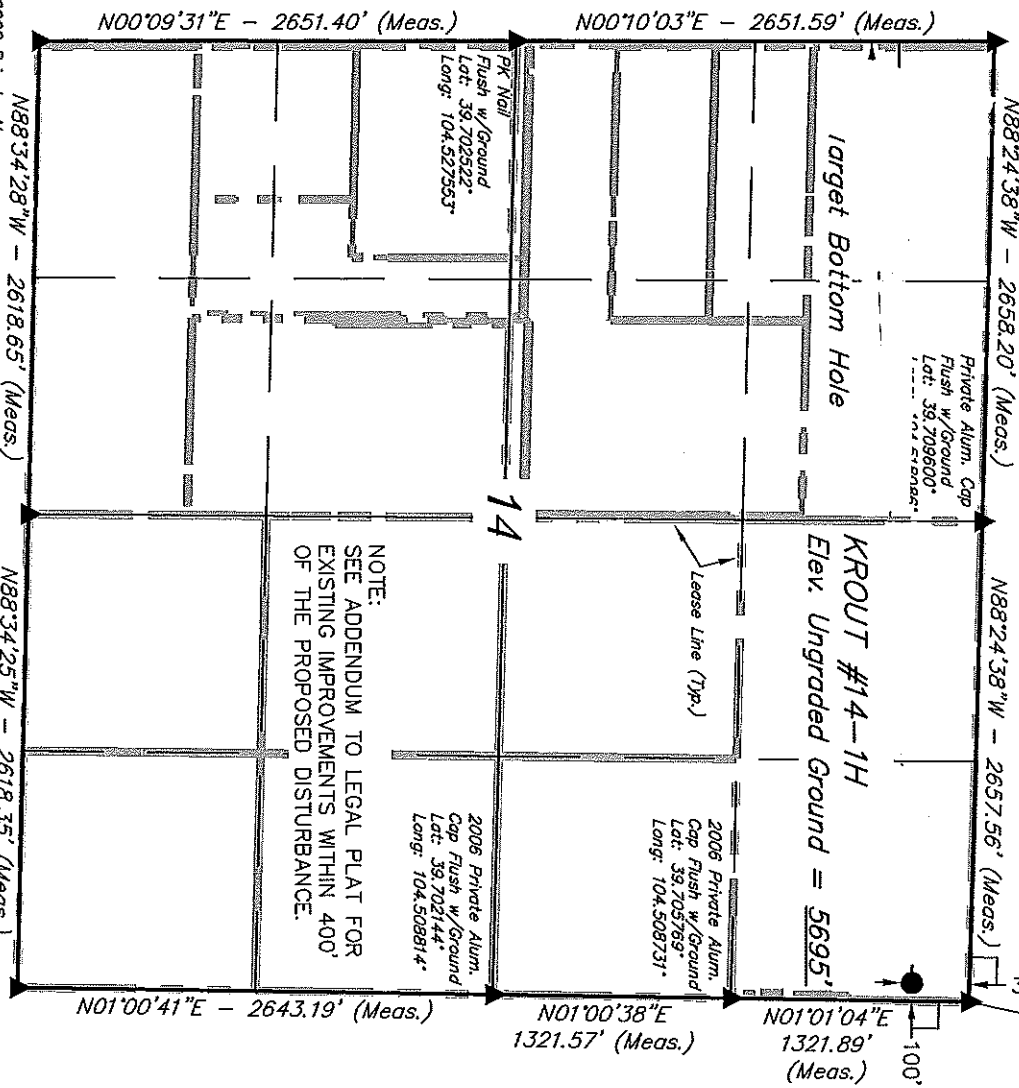 N00°09'31"E - 2651.40' (Meas.)
N00°10'03"E - 2651.59' (Meas.)
N88°24'38"W - 2658.20' (Meas.)
N88°24'38"W - 2657.56' (Meas.)
PK Nail
Flush w/Ground
Lat: 39.702522°
Long: 104.527553°
Target Bottom Hole
Private Alum. Cap
Flush w/Ground
Lat: 39.709600°
KROUT #14-1H
Elev. Ungraded Ground = 5695'
Lease Line (Typ.)
14
NOTE:
SEE ADDENDUM TO LEGAL PLAT FOR
EXISTING IMPROVEMENTS WITHIN 400'
OF THE PROPOSED DISTURBANCE.
2006 Private Alum.
Cap Flush w/Ground
Lat: 39.705769°
Long: 104.508731°
2006 Private Alum.
Cap Flush w/Ground
Lat: 39.702144°
Long: 104.508814°
100'
N01°01'04"E
1321.89'
(Meas.)
N01°00'38"E
1321.57' (Meas.)
N01°00'41"E - 2643.19' (Meas.)
N88°34'28"W - 2618.65' (Meas.)
N88°34'25"W - 2618.35' (Meas.)